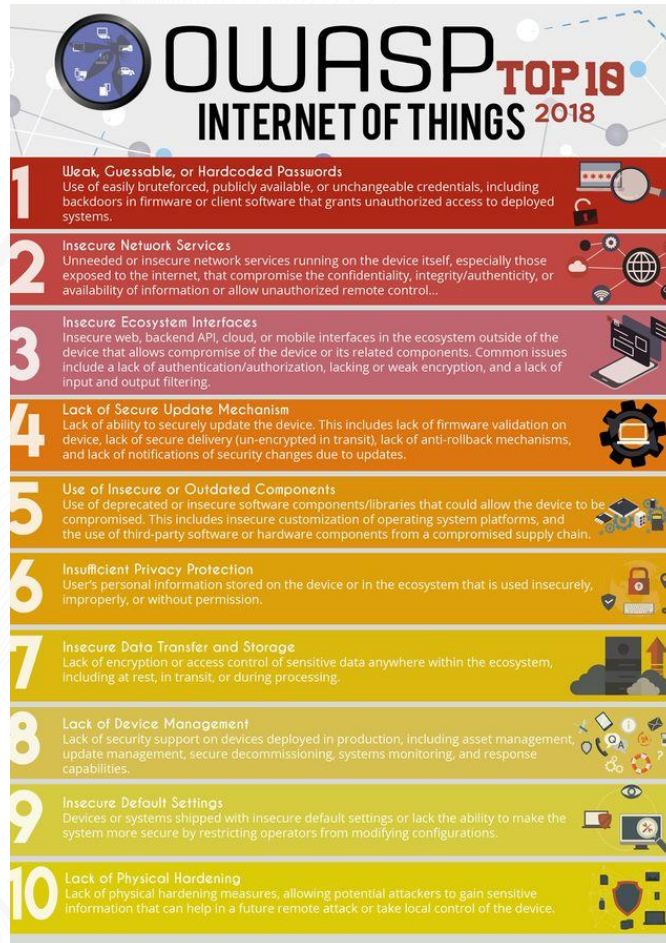 OWASP TOP 10
INTERNET OF THINGS 2018
1
Weak, Guessable, or Hardcoded Passwords
Use of easily bruteforced, publicly available, or unchangeable credentials, including
backdoors in firmware or client software that grants unauthorized access to deployed
systems.
2
Insecure Network Services
Unneeded or insecure network services running on the device itself, especially those
exposed to the internet, that compromise the confidentiality, integrity/authenticity, or
availability of information or allow unauthorized remote control...
3
Insecure Ecosystem Interfaces
Insecure web, backend API, cloud, or mobile interfaces in the ecosystem outside of the
device that allows compromise of the device or its related components. Common issues
include a lack of authentication/authorization, lacking or weak encryption, and a lack of
input and output filtering.
4
Lack of Secure Update Mechanism
Lack of ability to securely update the device. This includes lack of firmware validation on
device, lack of secure delivery (un-encrypted in transit), lack of anti-rollback mechanisms,
and lack of notifications of security changes due to updates.
5
Use of Insecure or Outdated Components
Use of deprecated or insecure software components/libraries that could allow the device to be
compromised. This includes insecure customization of operating system platforms, and
the use of third-party software or hardware components from a compromised supply chain.
6
Insufficient Privacy Protection
User's personal information stored on the device or in the ecosystem that is used insecurely,
improperly, or without permission.
7
Insecure Data Transfer and Storage
Lack of encryption or access control of sensitive data anywhere within the ecosystem,
including at rest, in transit, or during processing.
8
Lack of Device Management
Lack of security support on devices deployed in production, including asset management,
update management, secure decommissioning, systems monitoring, and response
capabilities.
Q A
9
Insecure Default Settings
Devices or systems shipped with insecure default settings or lack the ability to make the
system more secure by restricting operators from modifying configurations.
10
Lack of Physical Hardening
Lack of physical hardening measures, allowing potential attackers to gain sensitive
information that can help in a future remote attack or take local control of the device.